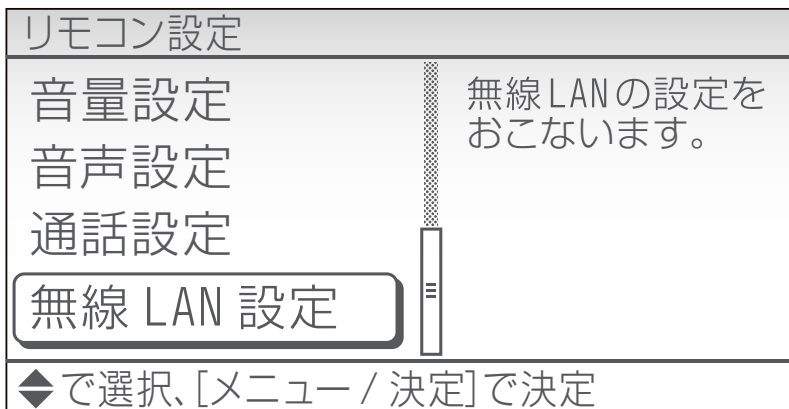 リモコン設定
音量設定
音声設定
通話設定
無線 LAN 設定
無線LANの設定を
おこないます。
◆で選択、[メニュー / 決定]で決定